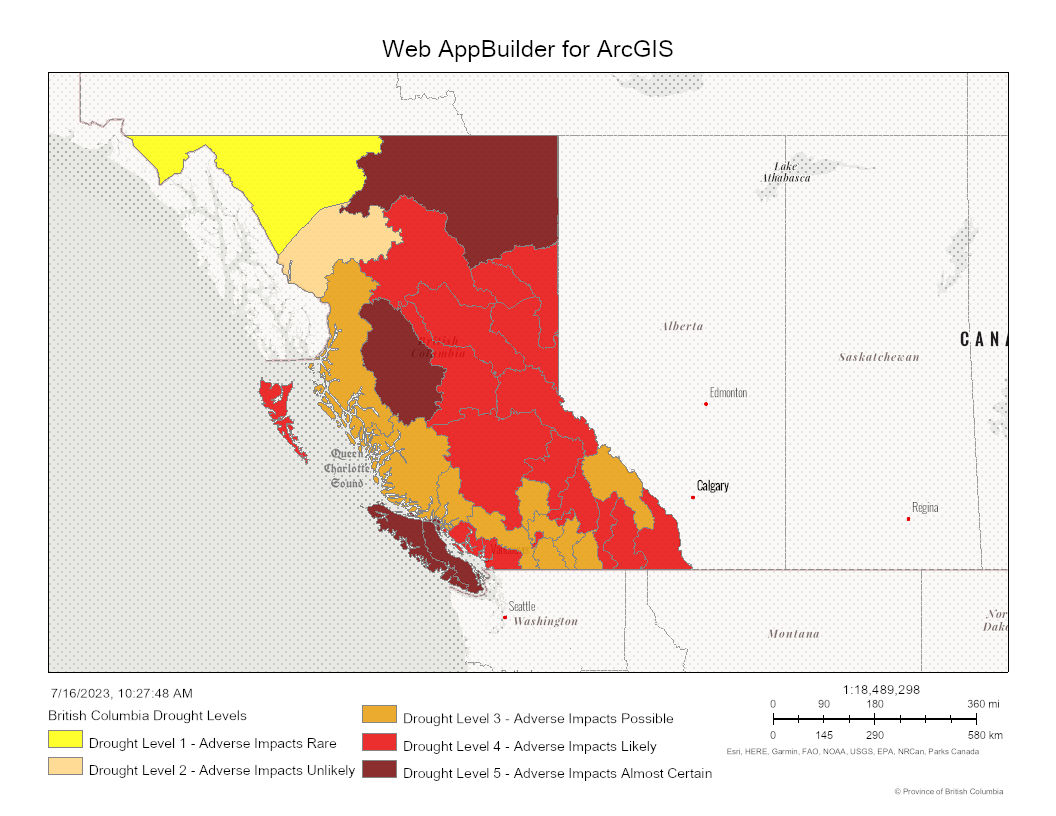 Web AppBuilder for ArcGIS
Lake
Athabasca
British
Columbia
Alberta
CANA
Saskatchewan
Edmonton
Queen
Charlotte
Sound
Calgary
Regina
Seattle
Washington
Montana
Nor
Dako
7/16/2023, 10:27:48 AM
British Columbia Drought Levels
Drought Level 1 - Adverse Impacts Rare
Drought Level 2 - Adverse Impacts Unlikely
Drought Level 3 - Adverse Impacts Possible
Drought Level 4 - Adverse Impacts Likely
Drought Level 5 - Adverse Impacts Almost Certain
1:18,489,298
0 90 180 360 mi
0 145 290 580 km
Esri, HERE, Garmin, FAO, NOAA, USGS, EPA, NRCan, Parks Canada
© Province of British Columbia